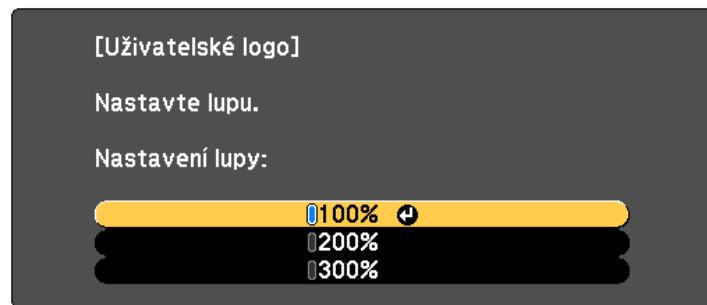 [Uživatelské logo]
Nastavte lupu.
Nastavení lupy:
100%
200%
300%